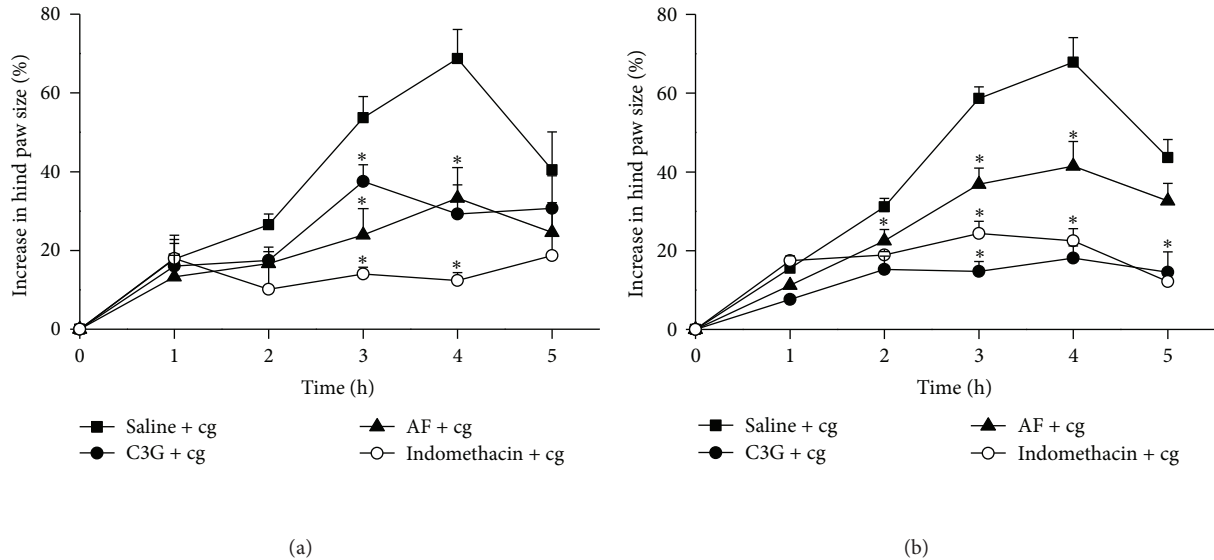 80
60
40
20
0
Increase in hind paw size (%)
* *
*
* *
0 1 2 3 4 5
Time (h)
Saline + cg AF + cg
C3G + cg Indomethacin + cg
(a)
80
60
40
20
0
Increase in hind paw size (%)
*
*
* * *
*
*
0 1 2 3 4 5
Time (h)
Saline + cg AF + cg
C3G + cg Indomethacin + cg
(b)